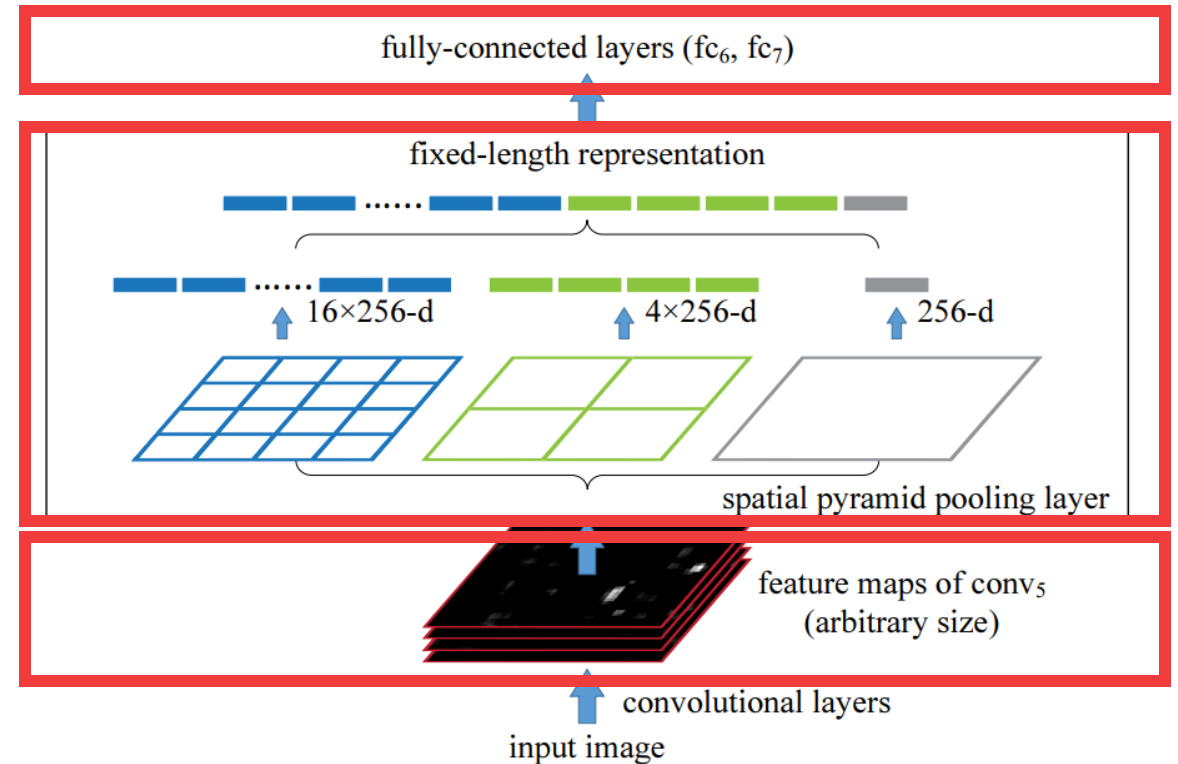 fully-connected layers (fc₆, fc₇)
fixed-length representation
......
......
16×256-d
4×256-d
256-d
spatial pyramid pooling layer
feature maps of conv₅
(arbitrary size)
convolutional layers
input image